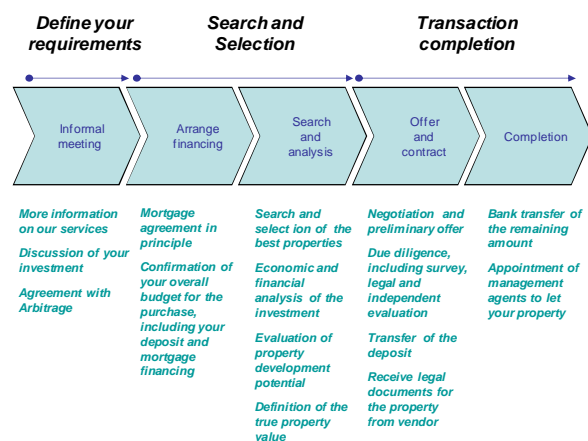 Define your
requirements
Search and
Selection
Transaction
completion
Informal
meeting
Arrange
financing
Search
and
analysis
Offer
and
contract
Completion
More information
on our services
Discussion of your
investment
Agreement with
Arbitrage
Mortgage
agreement in
principle
Confirmation of
your overall
budget for the
purchase,
including your
deposit and
mortgage
financing
Search and
select ion of the
best properties
Economic and
financial
analysis of the
investment
Evaluation of
property
development
potential
Definition of the
true property
value
Negotiation and
preliminary offer
Due diligence,
including survey,
legal and
independent
evaluation
Transfer of the
deposit
Receive legal
documents for
the property
from vendor
Bank transfer of
the remaining
amount
Appointment of
management
agents to let
your property